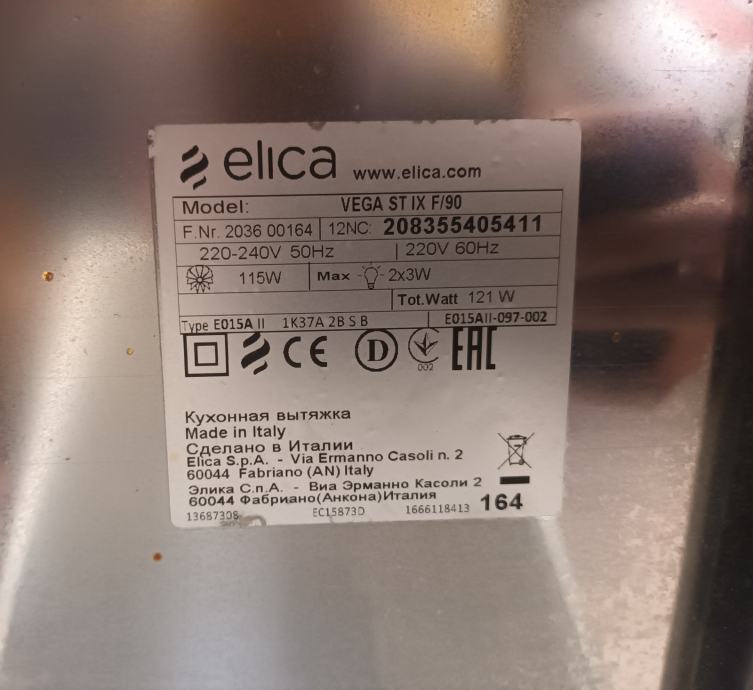 elica www.elica.com
Model: VEGA ST IX F/90
F.Nr. 2036 00164 12NC: 208355405411
220-240V 50Hz 220V 60Hz
115W Max 2x3W
Tot.Watt 121 W
Type E015A II 1K37A 2B S B E015AII-097-002
CE D 002 EAC
Кухонная вытяжка
Made in Italy
Сделано в Италии
Elica S.p.A. - Via Ermanno Casoli n. 2
60044 Fabriano (AN) Italy
Элика С.п.А. - Виа Эрманно Касоли 2
60044 Фабриано(Анкона)Италия
13687308 EC15873D 1666118413 164